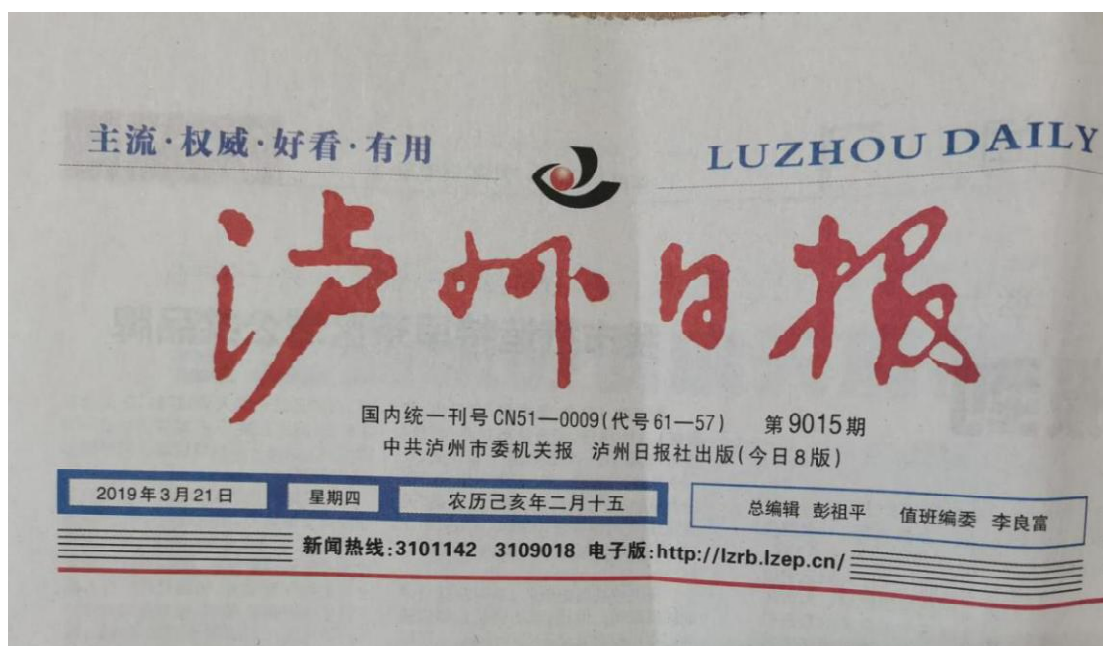 主流·权威·好看·有用
LUZHOU DAILY
泸州日报
国内统一刊号CN51—0009(代号61—57) 第9015期
中共泸州市委机关报 泸州日报社出版(今日8版)
2019年3月21日 星期四 农历己亥年二月十五 总编辑 彭祖平 值班编委 李良富
新闻热线:3101142 3109018 电子版:http://lzrb.lzep.cn/